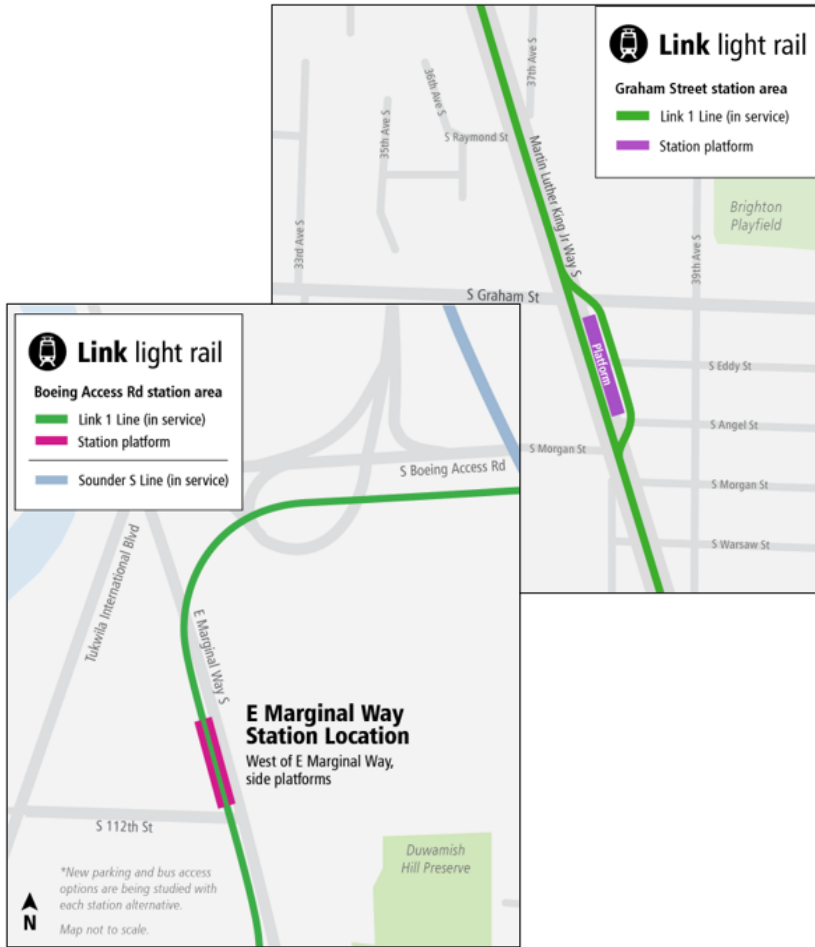 Link light rail
Graham Street station area
Link 1 Line (in service)
Station platform
37th Ave S
36th Ave S
35th Ave S
33rd Ave S
S Raymond St
Martin Luther King Jr Way S
Brighton
Playfield
39th Ave S
S Graham St
Platform
S Eddy St
S Angel St
S Morgan St
S Morgan St
S Warsaw St
Link light rail
Boeing Access Rd station area
Link 1 Line (in service)
Station platform
Sounder S Line (in service)
S Boeing Access Rd
Tukwila International Blvd
E Marginal Way S
E Marginal Way
Station Location
West of E Marginal Way,
side platforms
S 112th St
Duwamish
Hill Preserve
*New parking and bus access
options are being studied with
each station alternative.
Map not to scale.
N